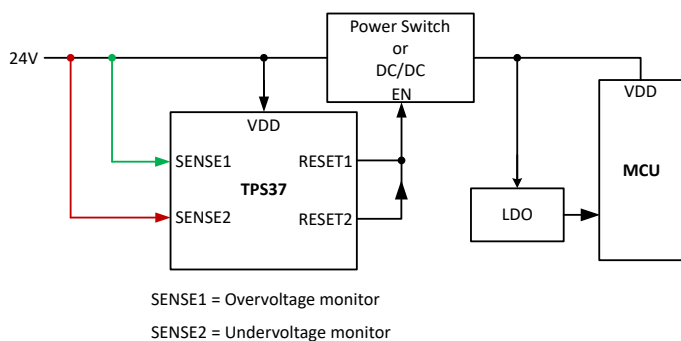 Power Switch
or
DC/DC
EN
24V
VDD
VDD
SENSE1
RESET1
TPS37
MCU
SENSE2
RESET2
LDO
SENSE1 = Overvoltage monitor
SENSE2 = Undervoltage monitor